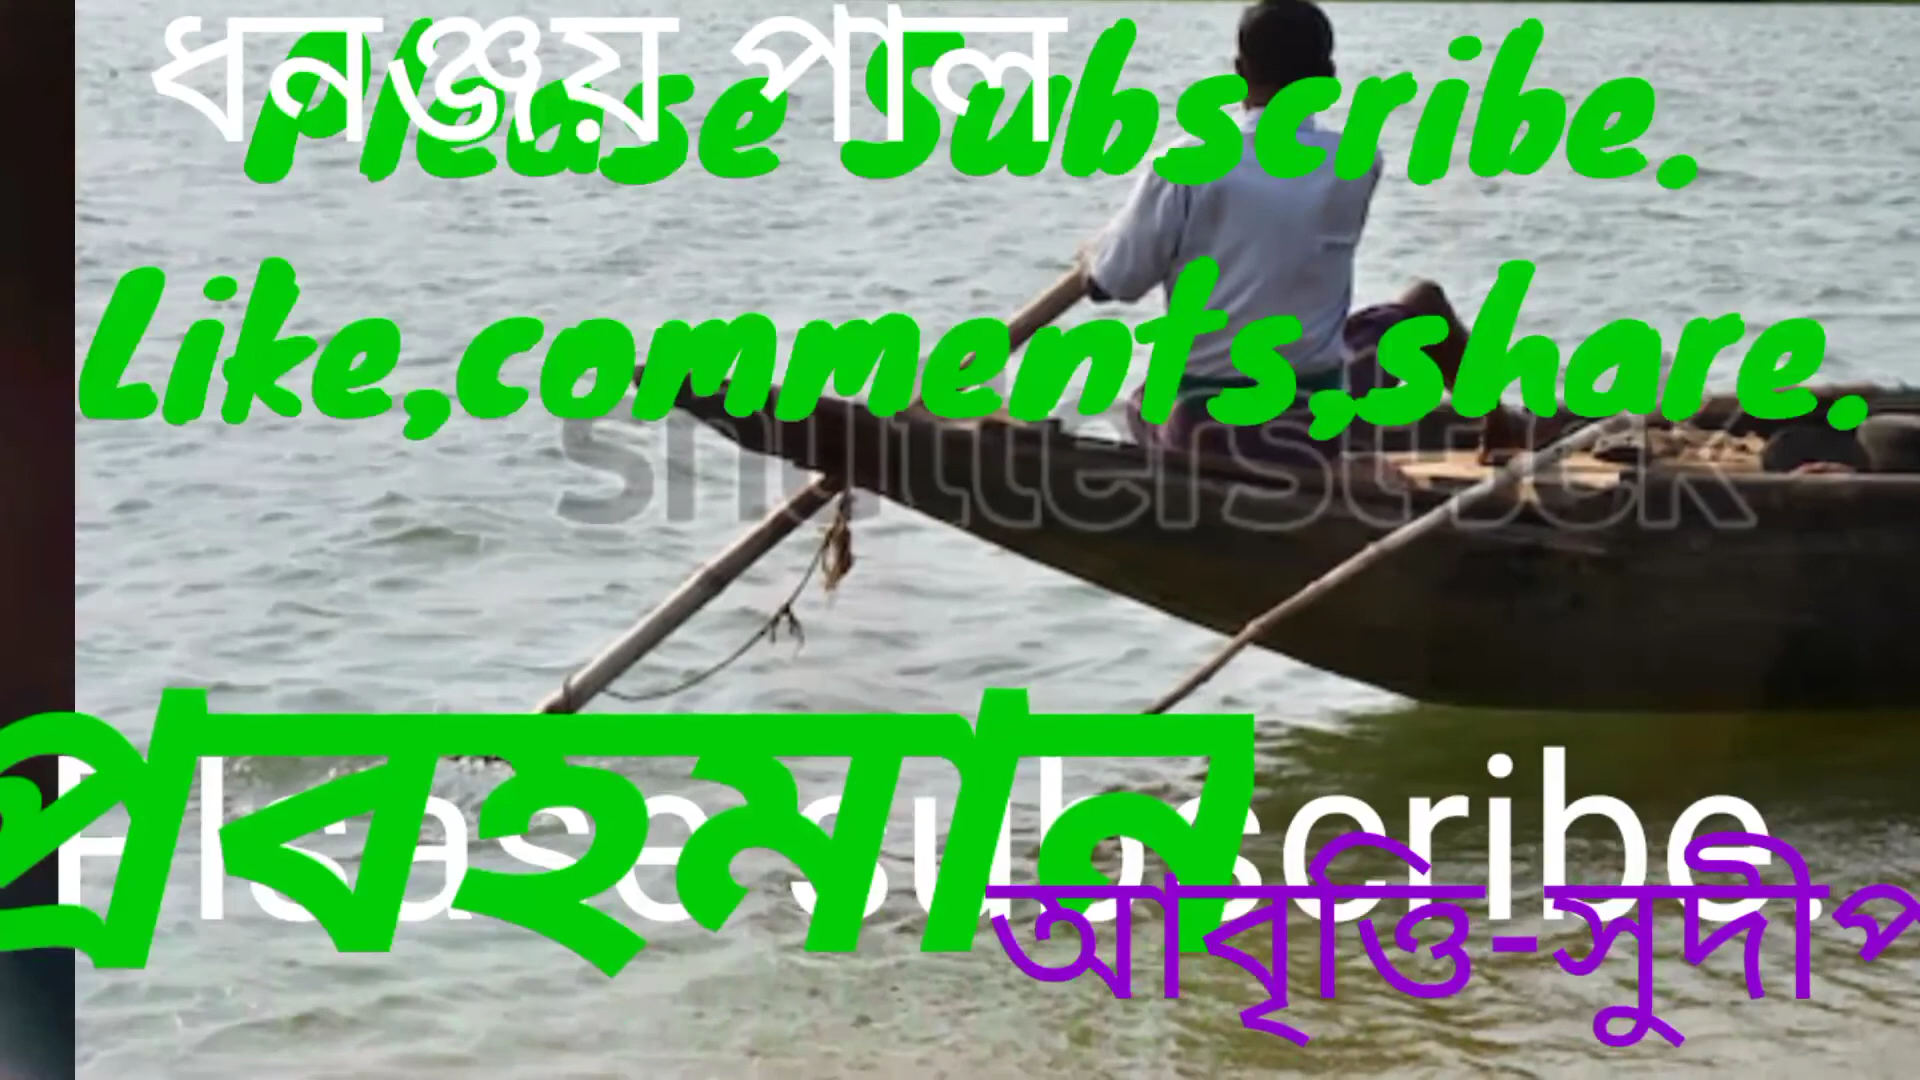 ধনঞ্জয় পাল
Please Subscribe.
Like,comments,share.
shutterstock
প্রবহমান
Please subscribe.
আবৃত্তি-সুদীপ